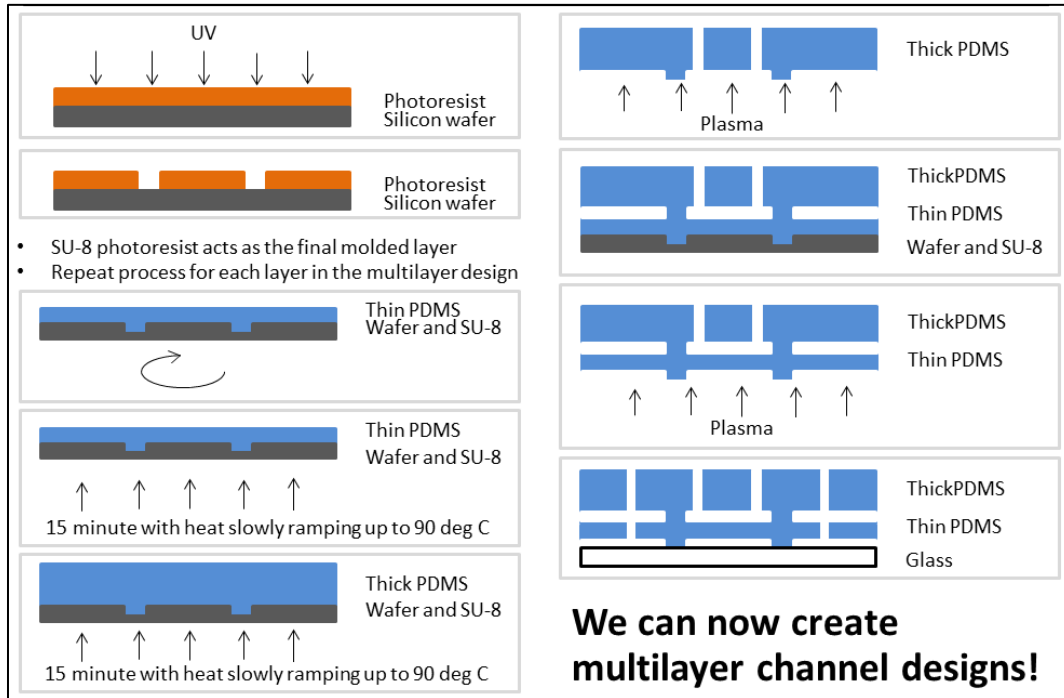 UV
Photoresist
Silicon wafer
Photoresist
Silicon wafer
• SU-8 photoresist acts as the final molded layer
• Repeat process for each layer in the multilayer design
Thin PDMS
Wafer and SU-8
Thin PDMS
Wafer and SU-8
15 minute with heat slowly ramping up to 90 deg C
Thick PDMS
Wafer and SU-8
15 minute with heat slowly ramping up to 90 deg C
Thick PDMS
Plasma
ThickPDMS
Thin PDMS
Wafer and SU-8
ThickPDMS
Thin PDMS
Plasma
ThickPDMS
Thin PDMS
Glass
We can now create
multilayer channel designs!